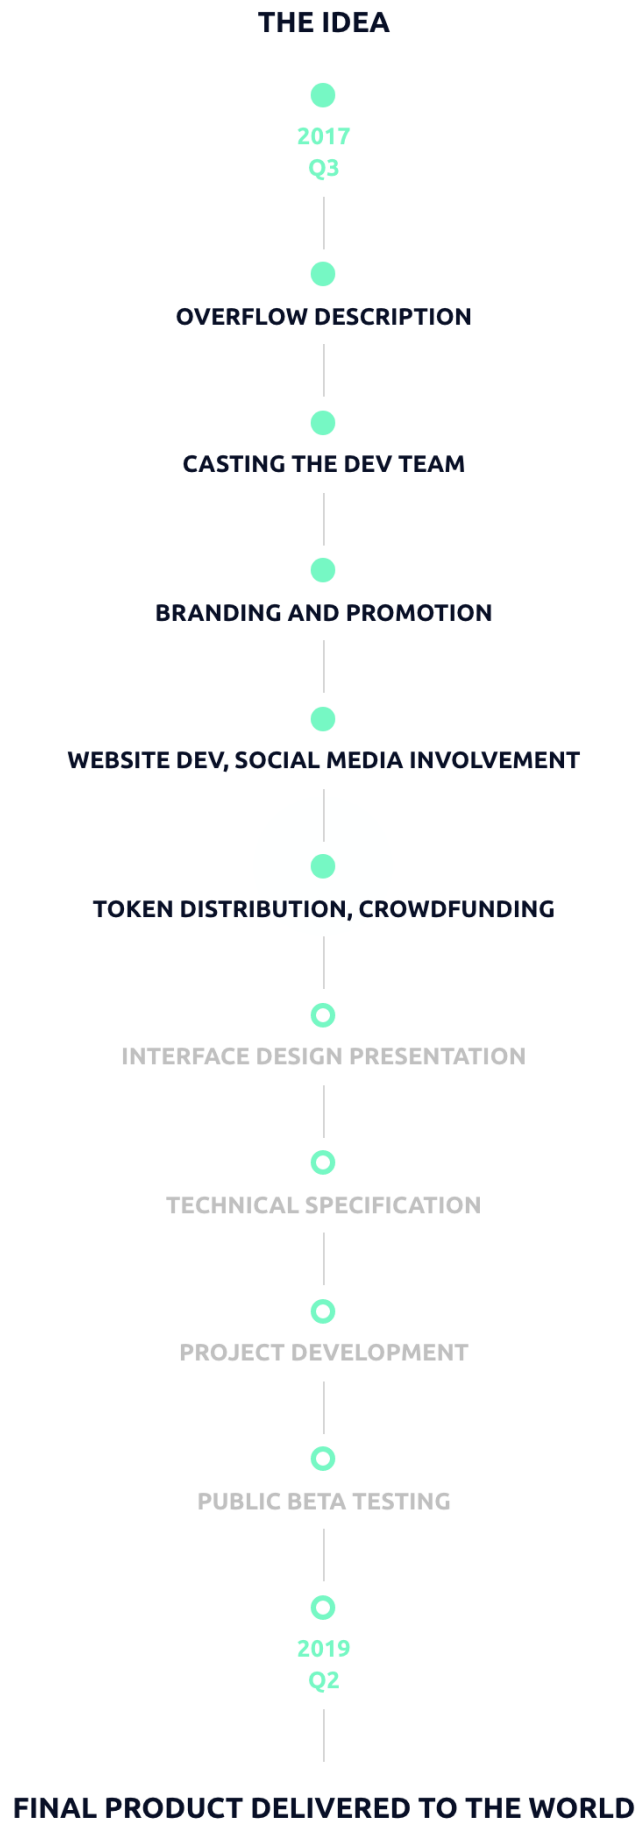 THE IDEA
2017
Q3
OVERFLOW DESCRIPTION
CASTING THE DEV TEAM
BRANDING AND PROMOTION
WEBSITE DEV, SOCIAL MEDIA INVOLVEMENT
TOKEN DISTRIBUTION, CROWDFUNDING
INTERFACE DESIGN PRESENTATION
TECHNICAL SPECIFICATION
PROJECT DEVELOPMENT
PUBLIC BETA TESTING
2019
Q2
FINAL PRODUCT DELIVERED TO THE WORLD